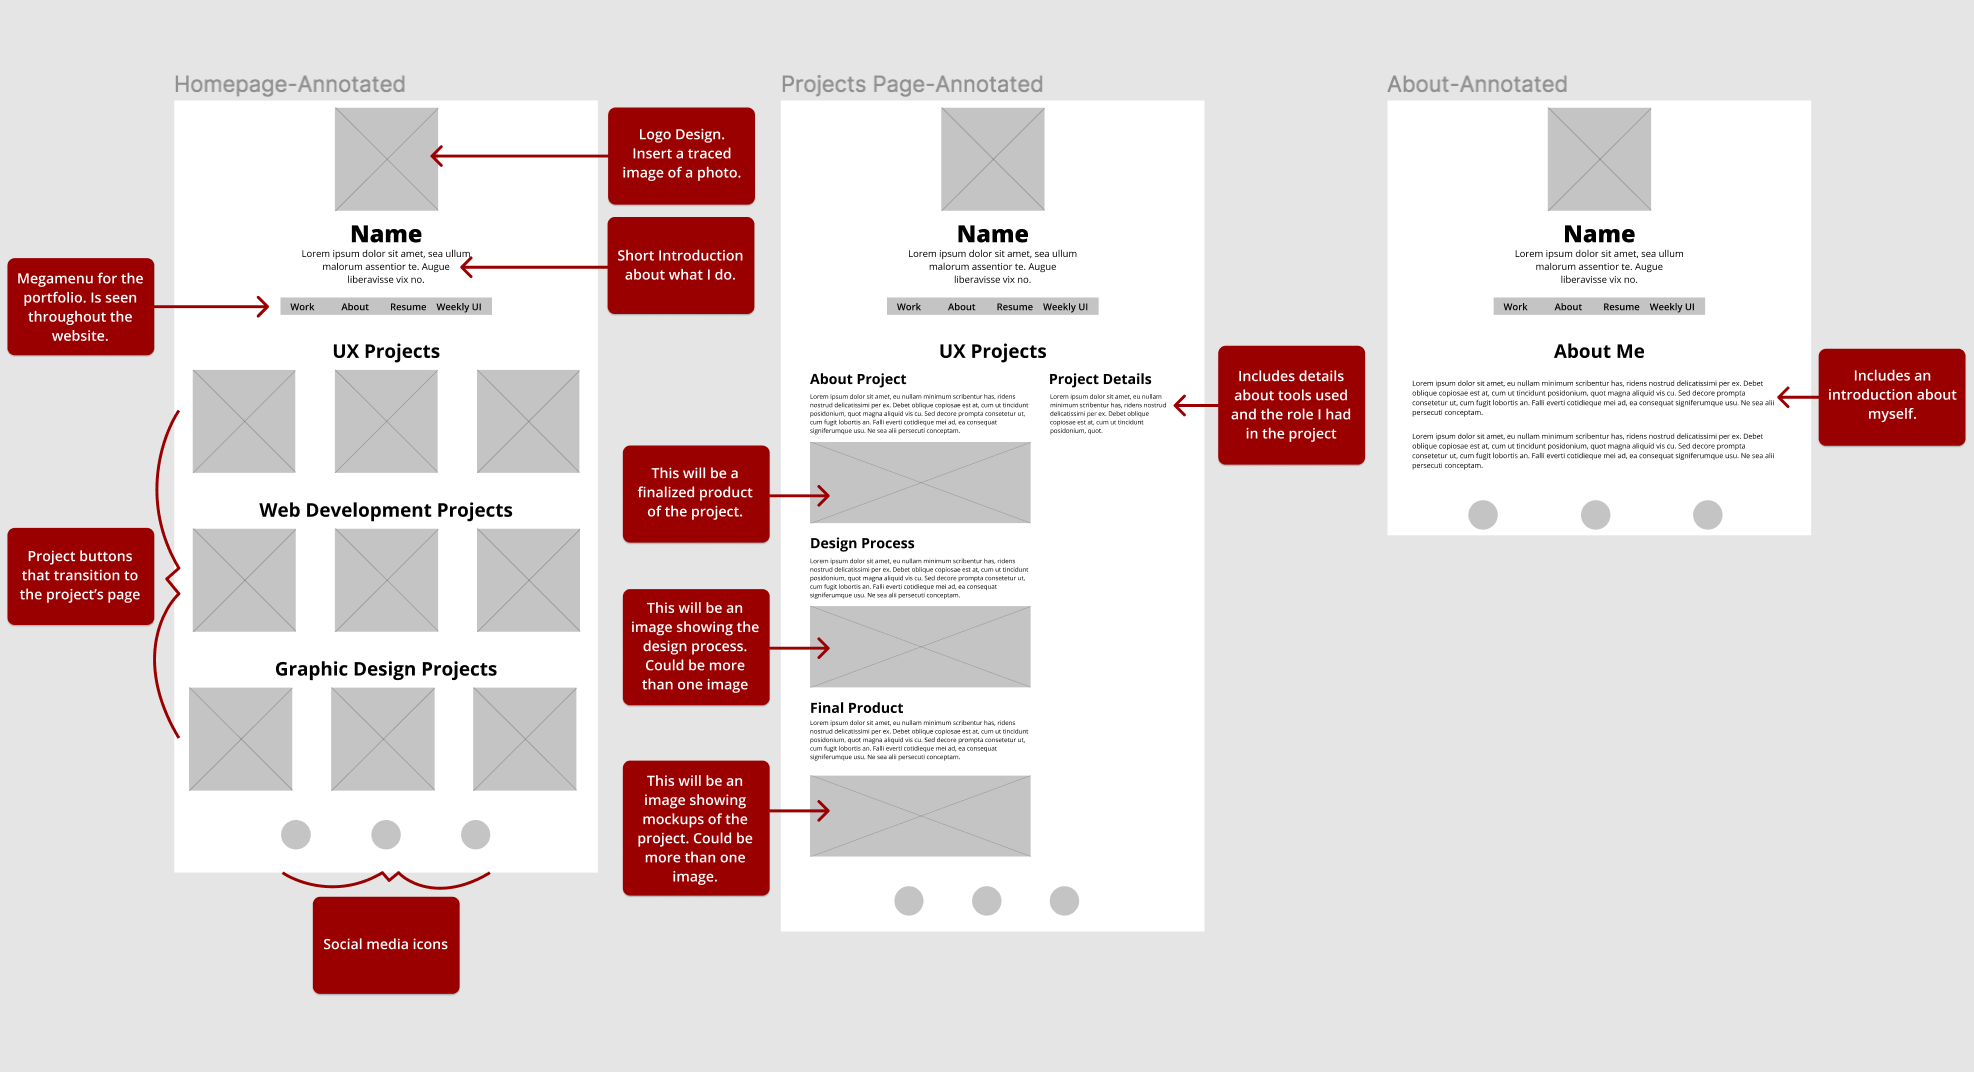 Homepage-Annotated
Name
Lorem ipsum dolor sit amet, sea ullum
malorum assentior te. Augue
liberavisse vix no.
Work About Resume Weekly UI
UX Projects
Web Development Projects
Graphic Design Projects
Megamenu for the
portfolio. Is seen
throughout the
website.
Project buttons
that transition to
the project's page
Social media icons
Logo Design.
Insert a traced
image of a photo.
Short Introduction
about what I do.
Projects Page-Annotated
Name
Lorem ipsum dolor sit amet, sea ullum
malorum assentior te. Augue
liberavisse vix no.
Work About Resume Weekly UI
UX Projects
About Project
Lorem ipsum dolor sit amet, eu nullam minimum scribentur has, ridens
nostrud delicatissimi per ex. Debet oblique copiosae est at, cum ut tincidunt
posidonium, quot magna aliquid vis cu. Sed decore prompta consetetur ut,
cum fugit lobortis an. Falli everti cotidieque mei ad, ea consequat
signiferumque usu. Ne sea alii persecuti conceptam.
Project Details
Lorem ipsum dolor sit amet, eu nullam
minimum scribentur has, ridens nostrud
delicatissimi per ex. Debet oblique
copiosae est at, cum ut tincidunt
posidonium, quot.
Design Process
Lorem ipsum dolor sit amet, eu nullam minimum scribentur has, ridens
nostrud delicatissimi per ex. Debet oblique copiosae est at, cum ut tincidunt
posidonium, quot magna aliquid vis cu. Sed decore prompta consetetur ut,
cum fugit lobortis an. Falli everti cotidieque mei ad, ea consequat
signiferumque usu. Ne sea alii persecuti conceptam.
Final Product
Lorem ipsum dolor sit amet, eu nullam minimum scribentur has, ridens
nostrud delicatissimi per ex. Debet oblique copiosae est at, cum ut tincidunt
posidonium, quot magna aliquid vis cu. Sed decore prompta consetetur ut,
cum fugit lobortis an. Falli everti cotidieque mei ad, ea consequat
signiferumque usu. Ne sea alii persecuti conceptam.
This will be a
finalized product
of the project.
This will be an
image showing the
design process.
Could be more
than one image
This will be an
image showing
mockups of the
project. Could be
more than one
image.
Includes details
about tools used
and the role I had
in the project
About-Annotated
Name
Lorem ipsum dolor sit amet, sea ullum
malorum assentior te. Augue
liberavisse vix no.
Work About Resume Weekly UI
About Me
Lorem ipsum dolor sit amet, eu nullam minimum scribentur has, ridens nostrud delicatissimi per ex. Debet
oblique copiosae est at, cum ut tincidunt posidonium, quot magna aliquid vis cu. Sed decore prompta
consetetur ut, cum fugit lobortis an. Falli everti cotidieque mei ad, ea consequat signiferumque usu. Ne sea alii
persecuti conceptam.
Lorem ipsum dolor sit amet, eu nullam minimum scribentur has, ridens nostrud delicatissimi per ex. Debet
oblique copiosae est at, cum ut tincidunt posidonium, quot magna aliquid vis cu. Sed decore prompta
consetetur ut, cum fugit lobortis an. Falli everti cotidieque mei ad, ea consequat signiferumque usu. Ne sea alii
persecuti conceptam.
Includes an
introduction about
myself.